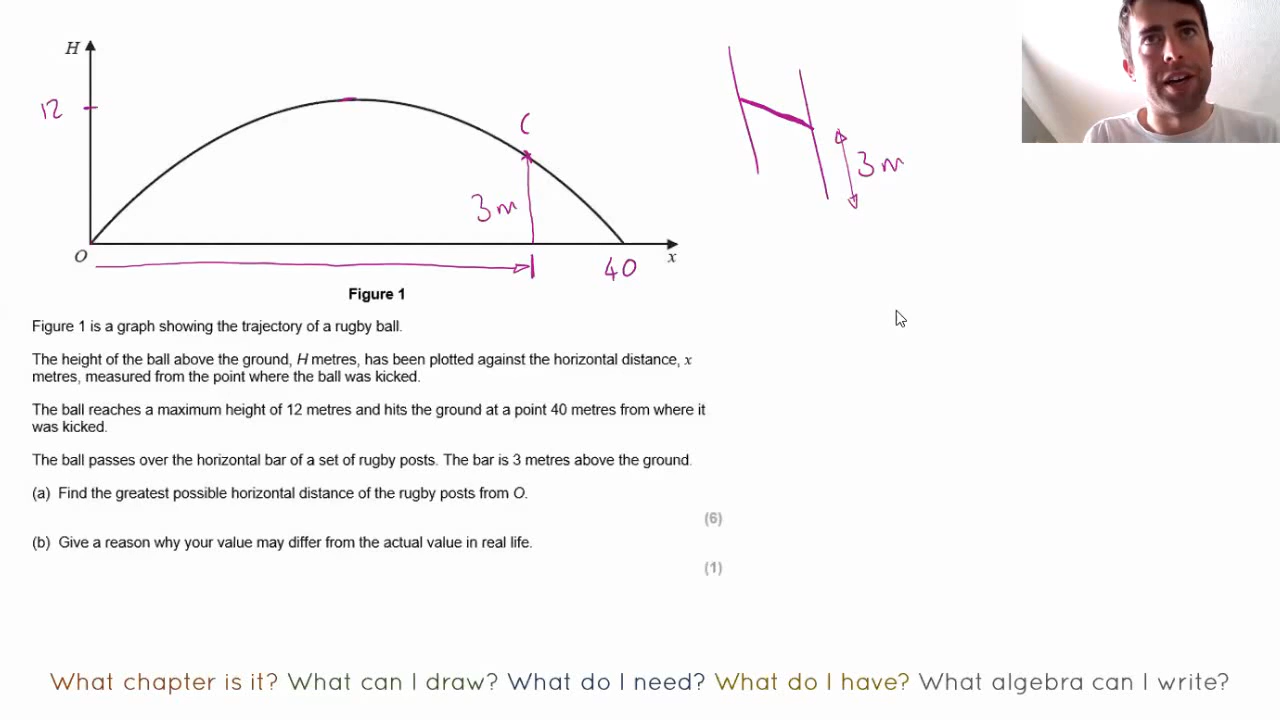 H
12
C
3m
3m
O
40
x
Figure 1
Figure 1 is a graph showing the trajectory of a rugby ball.
The height of the ball above the ground, H metres, has been plotted against the horizontal distance, x
metres, measured from the point where the ball was kicked.
The ball reaches a maximum height of 12 metres and hits the ground at a point 40 metres from where it
was kicked.
The ball passes over the horizontal bar of a set of rugby posts. The bar is 3 metres above the ground.
(a) Find the greatest possible horizontal distance of the rugby posts from O.
(6)
(b) Give a reason why your value may differ from the actual value in real life.
(1)
What chapter is it? What can I draw? What do I need? What do I have? What algebra can I write?